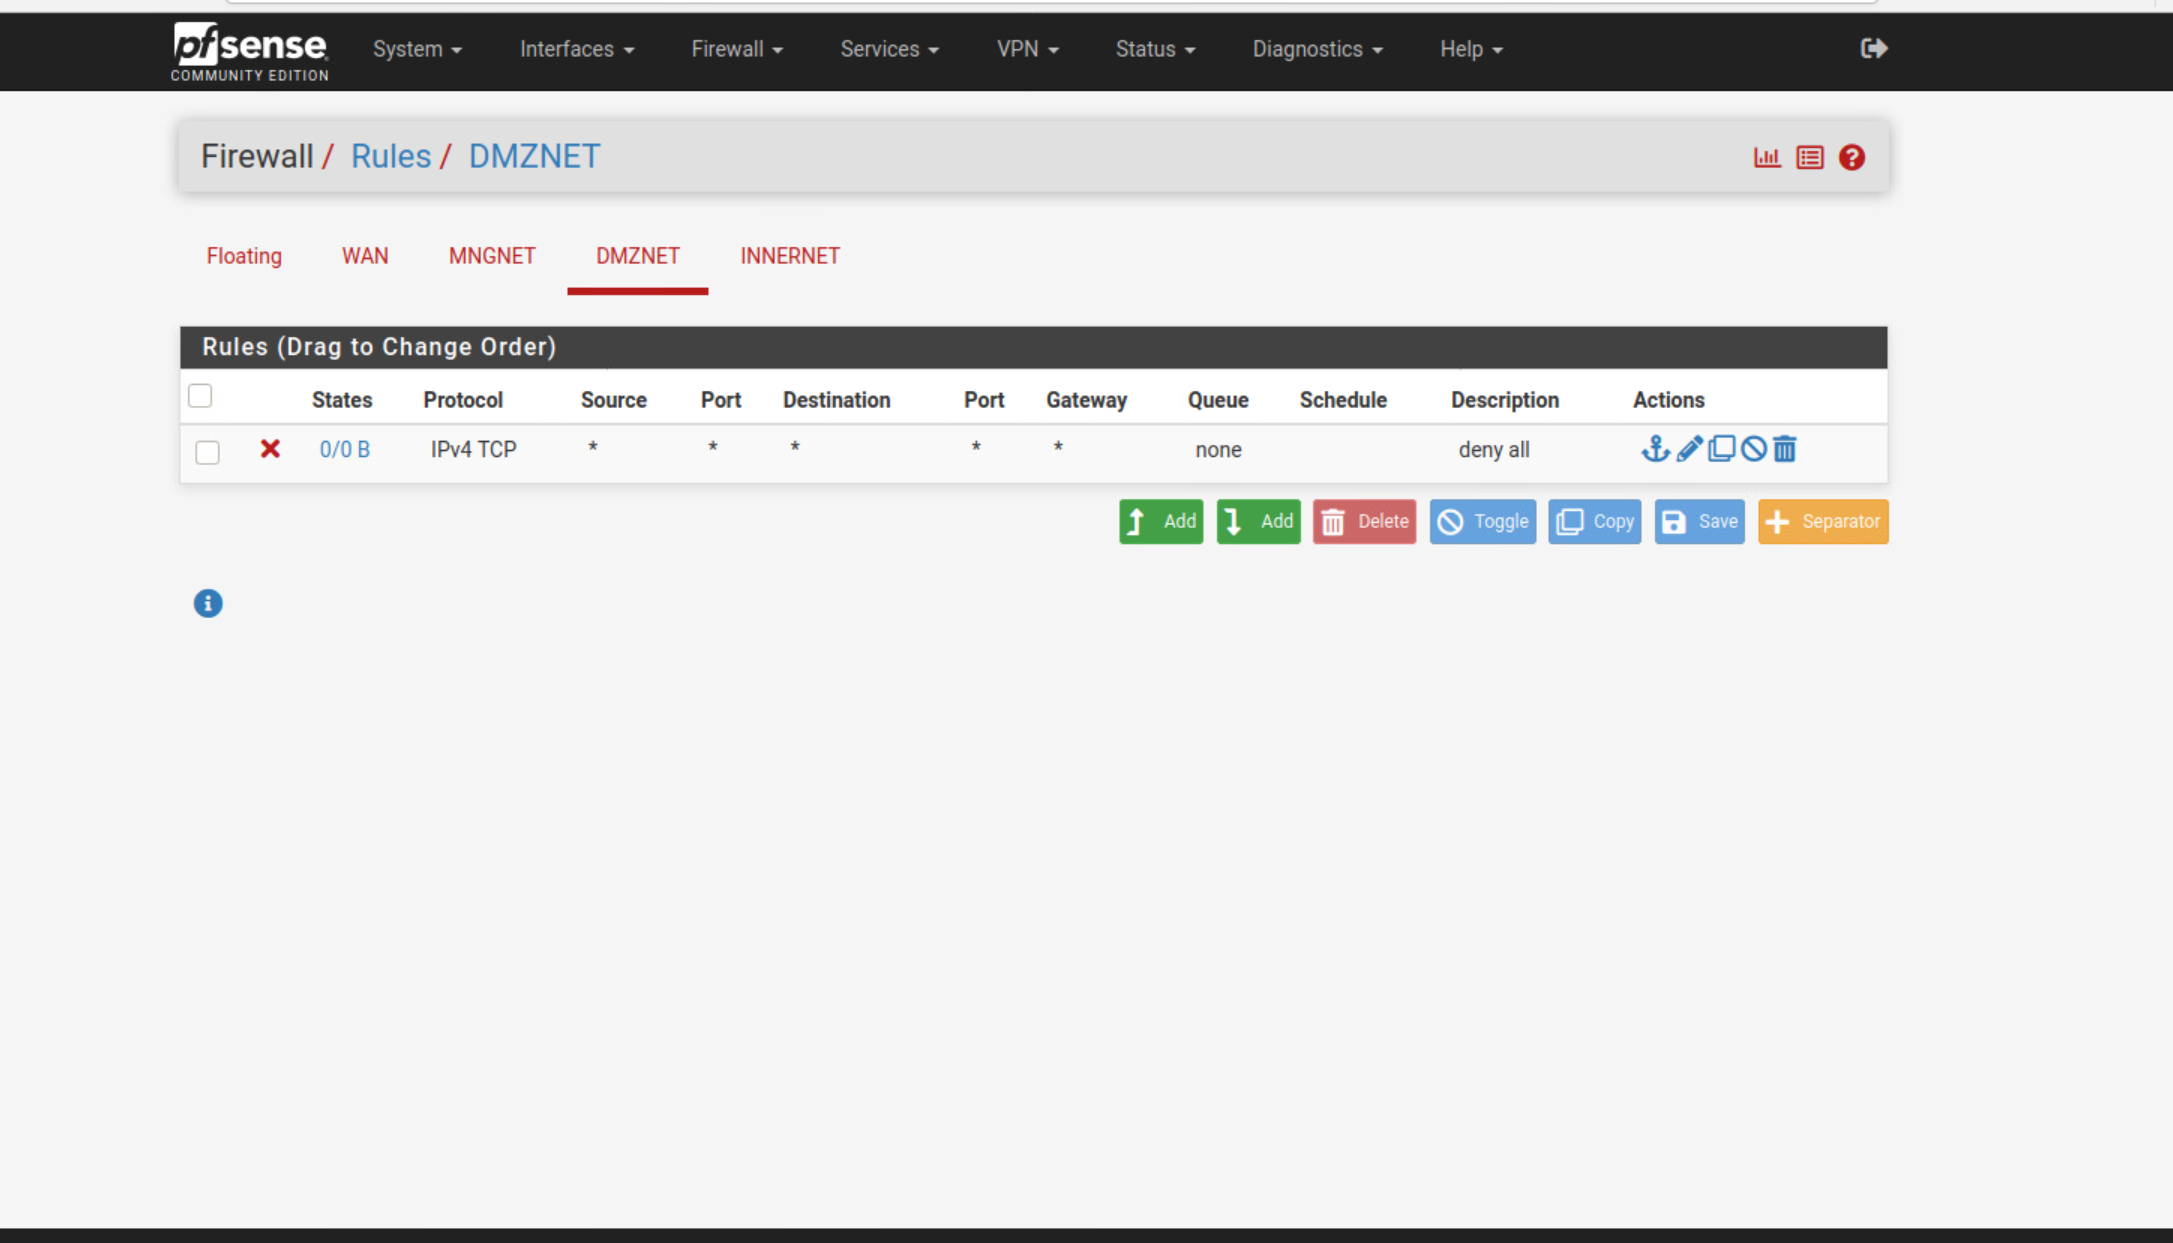 pfsense System Interfaces Firewall Services VPN Status Diagnostics Help
COMMUNITY EDITION
Firewall / Rules / DMZNET
Floating WAN MNGNET DMZNET INNERNET
Rules (Drag to Change Order)
States Protocol Source Port Destination Port Gateway Queue Schedule Description Actions
0/0 B IPv4 TCP * * * * * none deny all
Add Add Delete Toggle Copy Save Separator